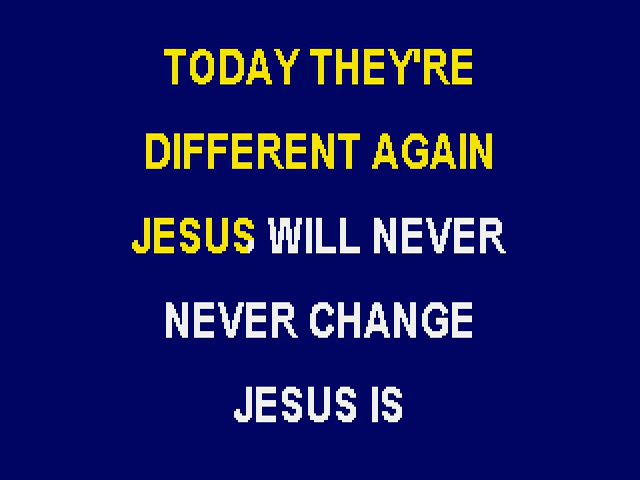 TODAY THEY'RE
DIFFERENT AGAIN
JESUS WILL NEVER
NEVER CHANGE
JESUS IS